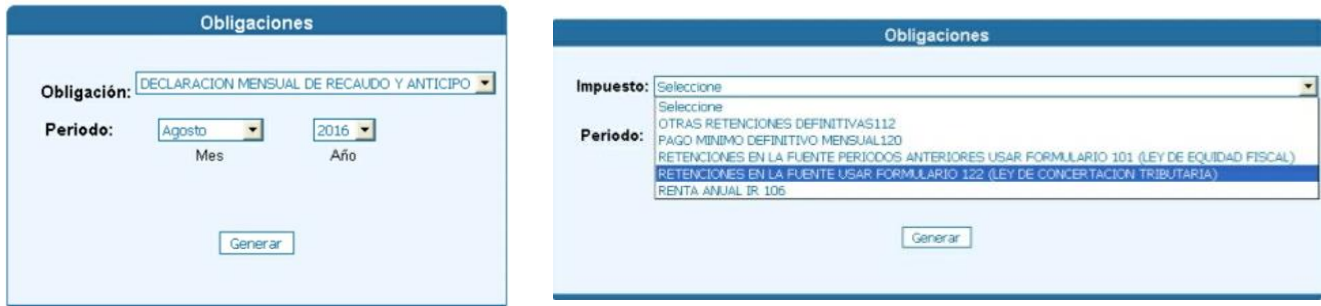 Obligaciones
Obligación: DECLARACION MENSUAL DE RECAUDO Y ANTICIPO
Periodo: Agosto 2016
Mes Año
Generar
Obligaciones
Impuesto: Seleccione
Seleccione
OTRAS RETENCIONES DEFINITIVAS112
Periodo:
PAGO MINIMO DEFINITIVO MENSUAL120
RETENCIONES EN LA FUENTE PERIODOS ANTERIORES USAR FORMULARIO 101 (LEY DE EQUIDAD FISCAL)
RETENCIONES EN LA FUENTE USAR FORMULARIO 122 (LEY DE CONCERTACION TRIBUTARIA)
RENTA ANUAL IR 106
Generar